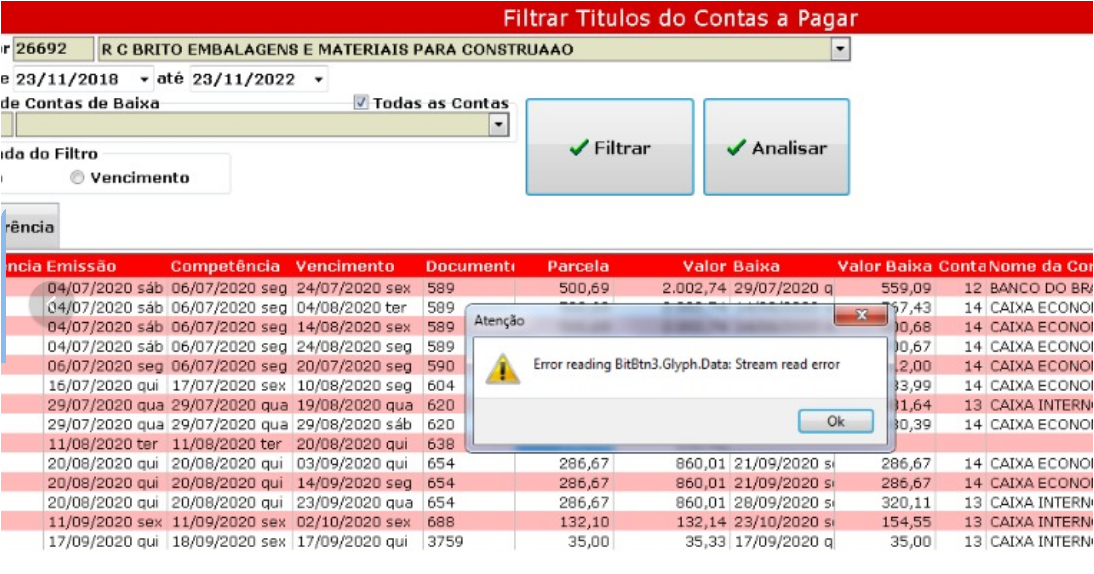 Filtrar Titulos do Contas a Pagar
26692 R C BRITO EMBALAGENS E MATERIAIS PARA CONSTRUAAO
e 23/11/2018 até 23/11/2022
de Contas de Baixa Todas as Contas
Filtrar Analisar
do Filtro
Vencimento
rência
Emissão Competência Vencimento Document Parcela Valor Baixa Valor Baixa Conta Nome da Con
04/07/2020 sáb 06/07/2020 seg 24/07/2020 sex 589 500,69 2.002,74 29/07/2020 q 559,09 12 BANCO DO BRA
04/07/2020 sáb 06/07/2020 seg 04/08/2020 ter 589 67,43 14 CAIXA ECONO
04/07/2020 sáb 06/07/2020 seg 14/08/2020 sex 589 00,68 14 CAIXA ECONO
04/07/2020 sáb 06/07/2020 seg 24/08/2020 seg 589 00,67 14 CAIXA ECONO
06/07/2020 seg 06/07/2020 seg 20/07/2020 seg 590 2,00 14 CAIXA ECONO
16/07/2020 qui 17/07/2020 sex 10/08/2020 seg 604 3,99 14 CAIXA ECONO
29/07/2020 qua 29/07/2020 qua 19/08/2020 qua 620 1,64 13 CAIXA INTERN
29/07/2020 qua 29/07/2020 qua 29/08/2020 sáb 620 0,39 14 CAIXA ECONO
Atenção
Error reading BitBtn3.Glyph.Data: Stream read error
Ok
11/08/2020 ter 11/08/2020 ter 20/08/2020 qui 638
20/08/2020 qui 20/08/2020 qui 03/09/2020 qui 654 286,67 860,01 21/09/2020 s 286,67 14 CAIXA ECONO
20/08/2020 qui 20/08/2020 qui 14/09/2020 seg 654 286,67 860,01 21/09/2020 s 286,67 14 CAIXA ECONO
20/08/2020 qui 20/08/2020 qui 23/09/2020 qua 654 286,67 860,01 28/09/2020 s 320,11 13 CAIXA INTERN
11/09/2020 sex 11/09/2020 sex 02/10/2020 sex 688 132,10 132,14 23/10/2020 s 154,55 13 CAIXA INTERN
17/09/2020 qui 18/09/2020 sex 17/09/2020 qui 3759 35,00 35,33 17/09/2020 q 35,00 13 CAIXA INTERN